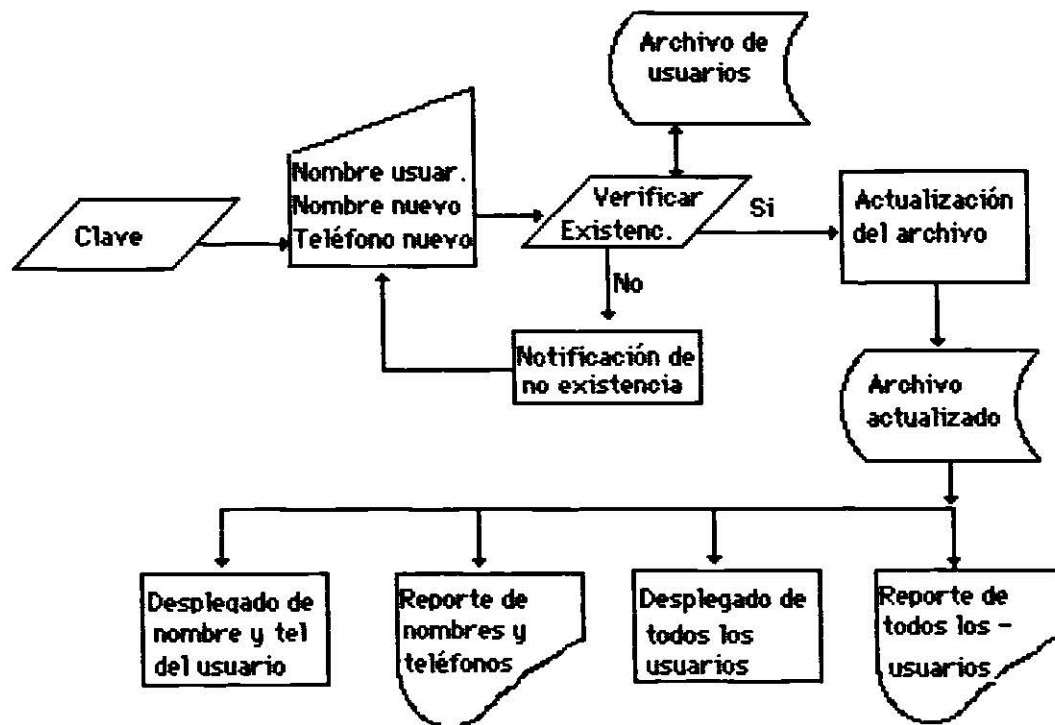 Archivo de
usuarios
Nombre usuar.
Nombre nuevo
Teléfono nuevo
Clave
Verificar
Existenc.
Si
Actualización
del archivo
No
Notificación de
no existencia
Archivo
actualizado
Desplegado de
nombre y tel
del usuario
Reporte de
nombres y
teléfonos
Desplegado de
todos los
usuarios
Reporte de
todos los -
usuarios